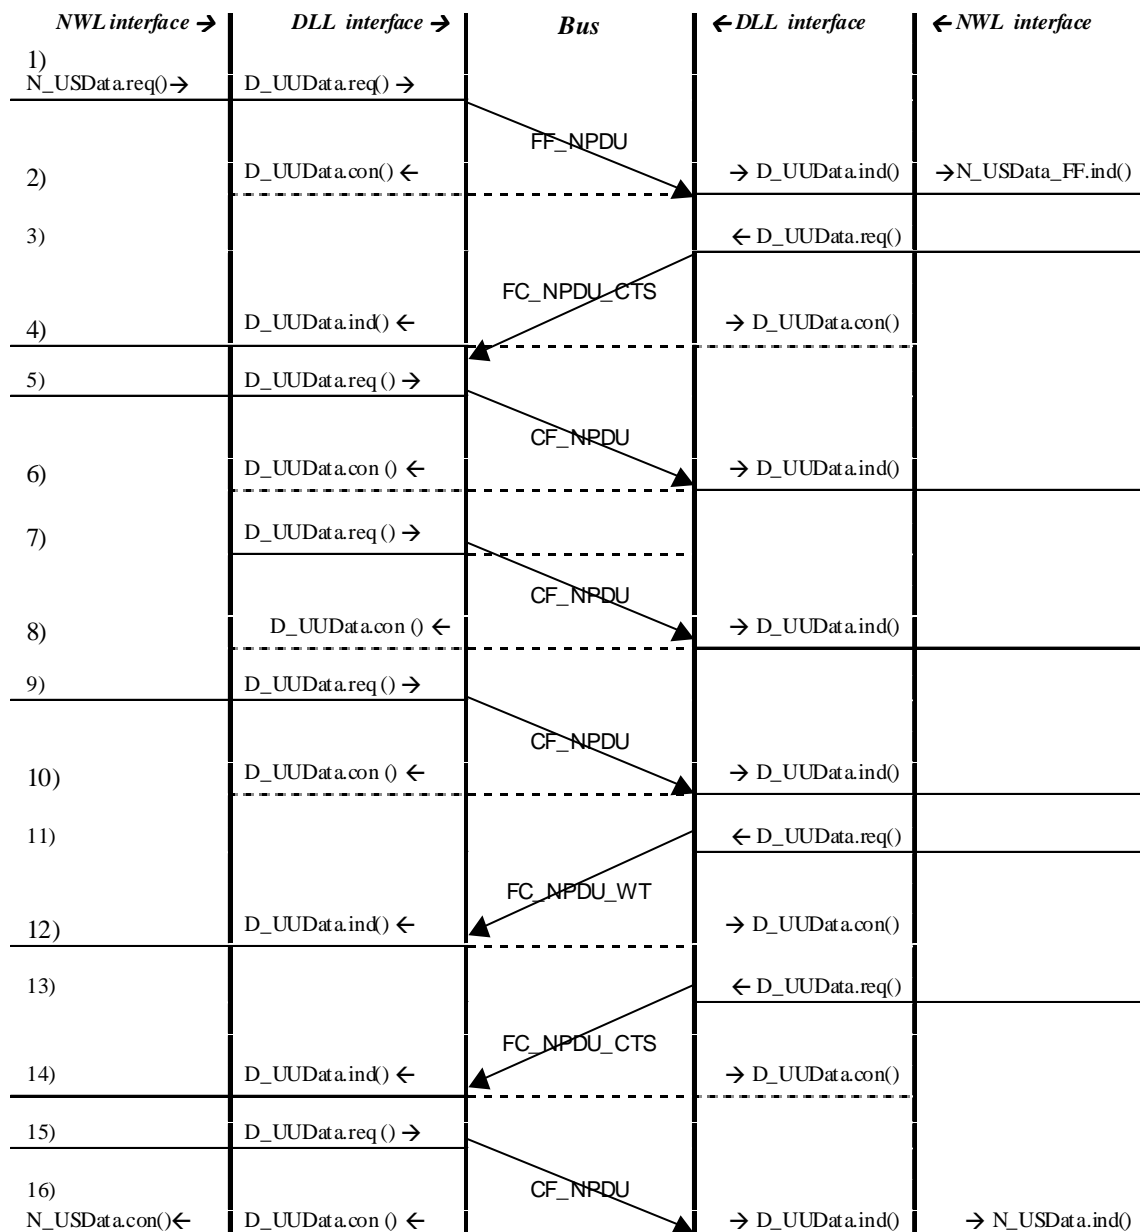 NWL interface → DLL interface → Bus ← DLL interface ← NWL interface
1)
N_USData.req()→ D_UUData.req() →
FF_NPDU
2) D_UUData.con() ← → D_UUData.ind() →N_USData_FF.ind()
3) ← D_UUData.req()
FC_NPDU_CTS
4) D_UUData.ind() ← → D_UUData.con()
5) D_UUData.req () →
CF_NPDU
6) D_UUData.con () ← → D_UUData.ind()
7) D_UUData.req () →
CF_NPDU
8) D_UUData.con () ← → D_UUData.ind()
9) D_UUData.req () →
CF_NPDU
10) D_UUData.con () ← → D_UUData.ind()
11) ← D_UUData.req()
FC_NPDU_WT
12) D_UUData.ind() ← → D_UUData.con()
13) ← D_UUData.req()
FC_NPDU_CTS
14) D_UUData.ind() ← → D_UUData.con()
15) D_UUData.req () →
CF_NPDU
16)
N_USData.con()← D_UUData.con () ← → D_UUData.ind() → N_USData.ind()